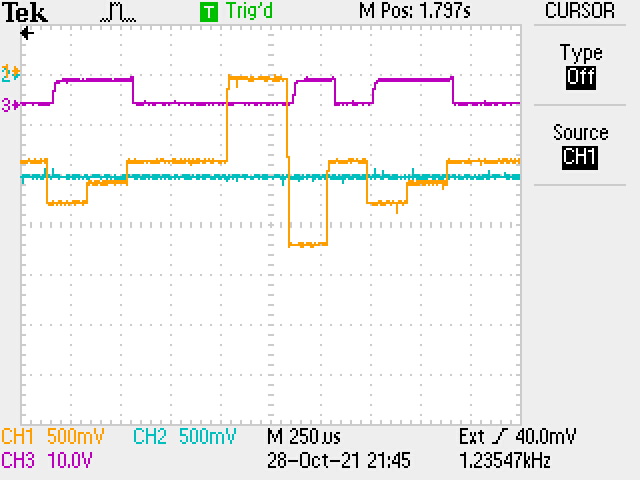 Tek T Trig'd M Pos: 1.797s CURSOR
Type
Off
Source
CH1
1
2
3
CH1 500mV CH2 500mV M 250µs Ext 40.0mV
CH3 10.0V 28-Oct-21 21:45 1.23547kHz